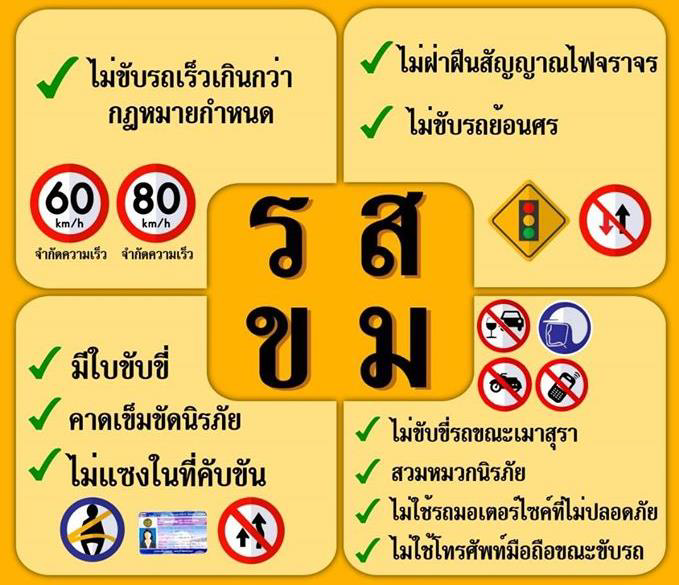 ไม่ขับรถเร็วเกินกว่า
กฎหมายกำหนด
60
km/h
จำกัดความเร็ว
80
km/h
จำกัดความเร็ว
ไม่ฝ่าฝืนสัญญาณไฟจราจร
ไม่ขับรถย้อนศร
ร ส
ข ม
มีใบขับขี่
คาดเข็มขัดนิรภัย
ไม่แซงในที่คับขัน
ไม่ขับขี่รถขณะเมาสุรา
สวมหมวกนิรภัย
ไม่ใช้รถมอเตอร์ไซค์ที่ไม่ปลอดภัย
ไม่ใช้โทรศัพท์มือถือขณะขับรถ